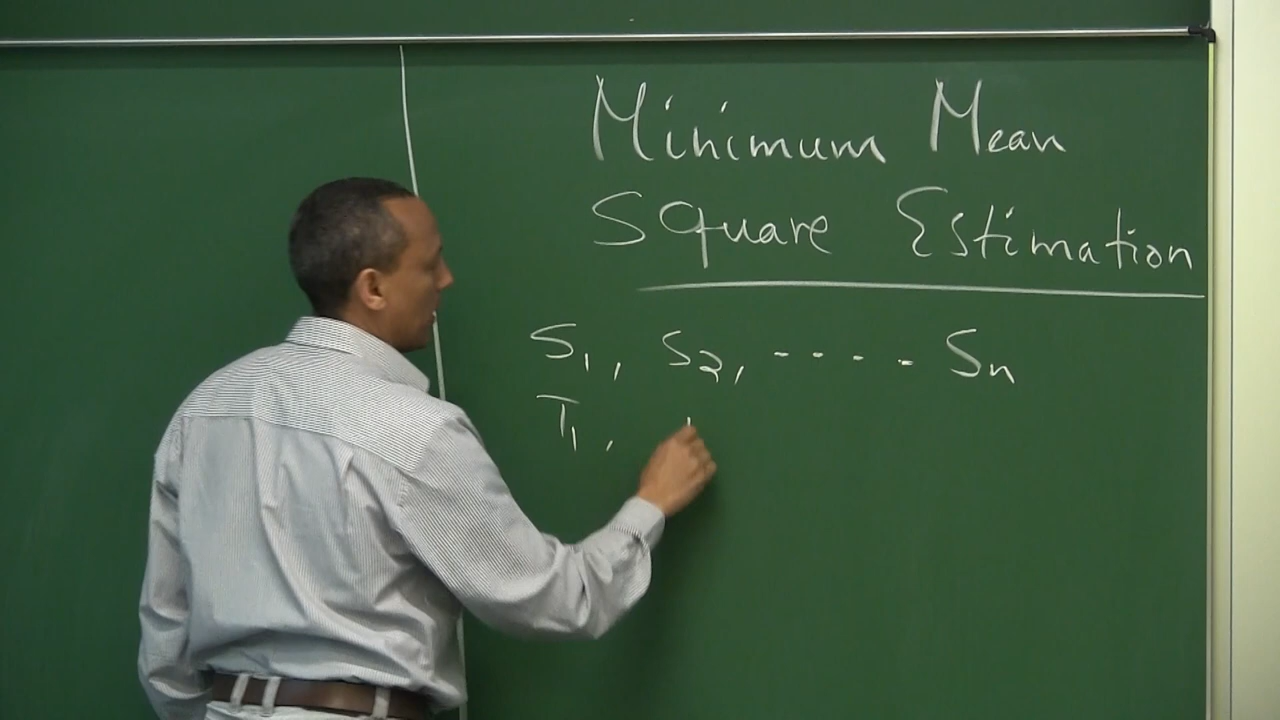 Minimum Mean
Square Estimation
S1, S2, ---- Sn
T1,